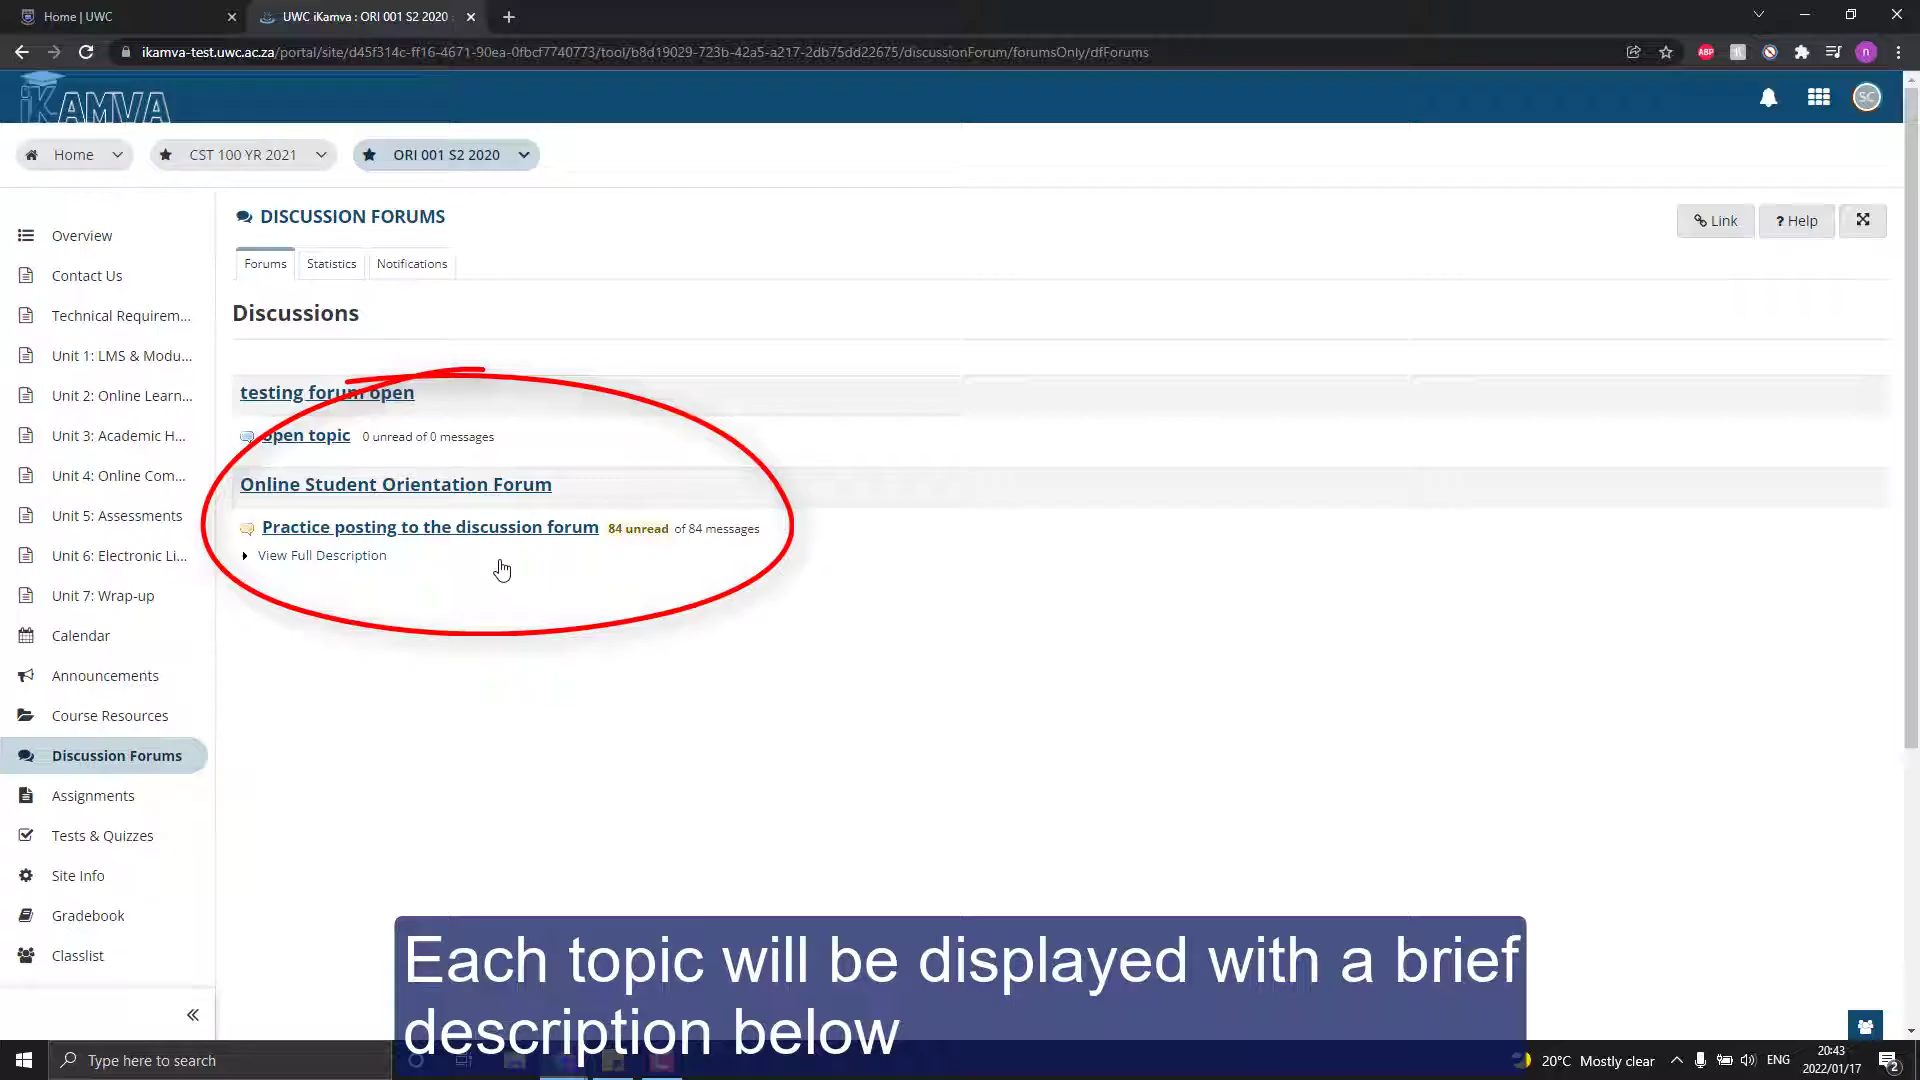 Home | UWC
UWC iKamva : ORI 001 S2 2020
ikamva-test.uwc.ac.za/portal/site/d45f314c-ff16-4671-90ea-0fbcf7740773/tool/b8d19029-723b-42a5-a217-2db75dd22675/discussionForum/forumsOnly/dfForums
ABP
n
iKAMVA
SC
Home
CST 100 YR 2021
ORI 001 S2 2020
Overview
Contact Us
Technical Requirem...
Unit 1: LMS & Modu...
Unit 2: Online Learn...
Unit 3: Academic H...
Unit 4: Online Com...
Unit 5: Assessments
Unit 6: Electronic Li...
Unit 7: Wrap-up
Calendar
Announcements
Course Resources
Discussion Forums
Assignments
Tests & Quizzes
Site Info
Gradebook
Classlist
DISCUSSION FORUMS
Link
? Help
Forums
Statistics
Notifications
Discussions
testing forum open
open topic 0 unread of 0 messages
Online Student Orientation Forum
Practice posting to the discussion forum 84 unread of 84 messages
View Full Description
Each topic will be displayed with a brief
description below
Type here to search
20°C Mostly clear
ENG
20:43
2022/01/17
2